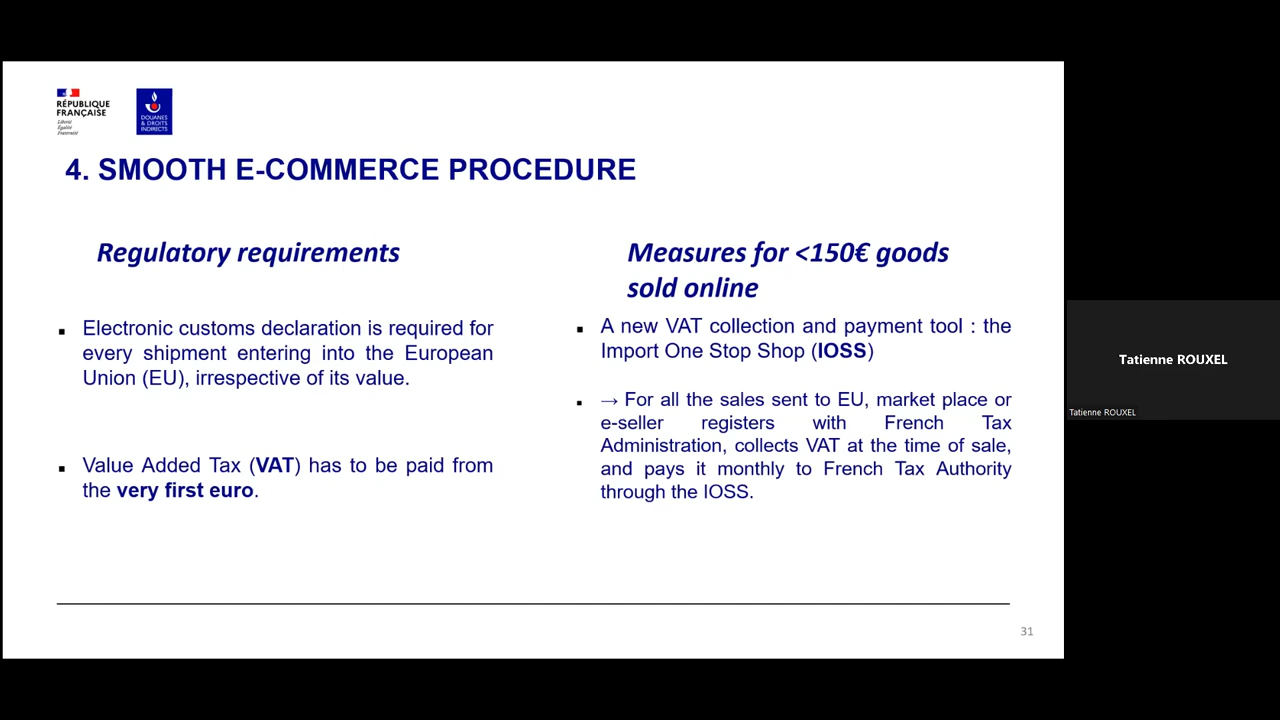 RÉPUBLIQUE
FRANÇAISE
Liberté
Égalité
Fraternité
DOUANES
& DROITS
INDIRECTS
4. SMOOTH E-COMMERCE PROCEDURE
Regulatory requirements
▪ Electronic customs declaration is required for
every shipment entering into the European
Union (EU), irrespective of its value.
▪ Value Added Tax (VAT) has to be paid from
the very first euro.
Measures for <150€ goods
sold online
▪ A new VAT collection and payment tool : the
Import One Stop Shop (IOSS)
▪ → For all the sales sent to EU, market place or
e-seller registers with French Tax
Administration, collects VAT at the time of sale,
and pays it monthly to French Tax Authority
through the IOSS.
31
Tatienne ROUXEL
Tatienne ROUXEL